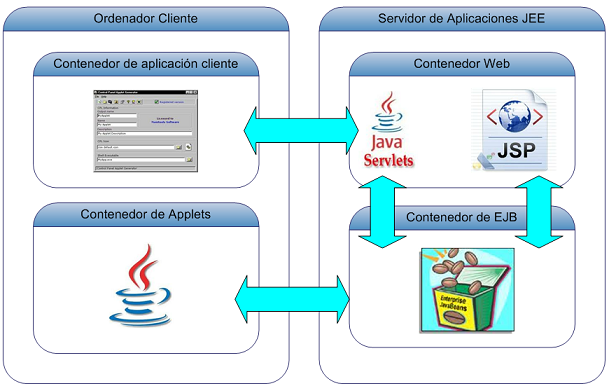 Ordenador Cliente
Servidor de Aplicaciones JEE
Contenedor de aplicación cliente
Contenedor Web
Java
Servlets
JSP
Contenedor de Applets
Contenedor de EJB
Enterprise
JavaBeans